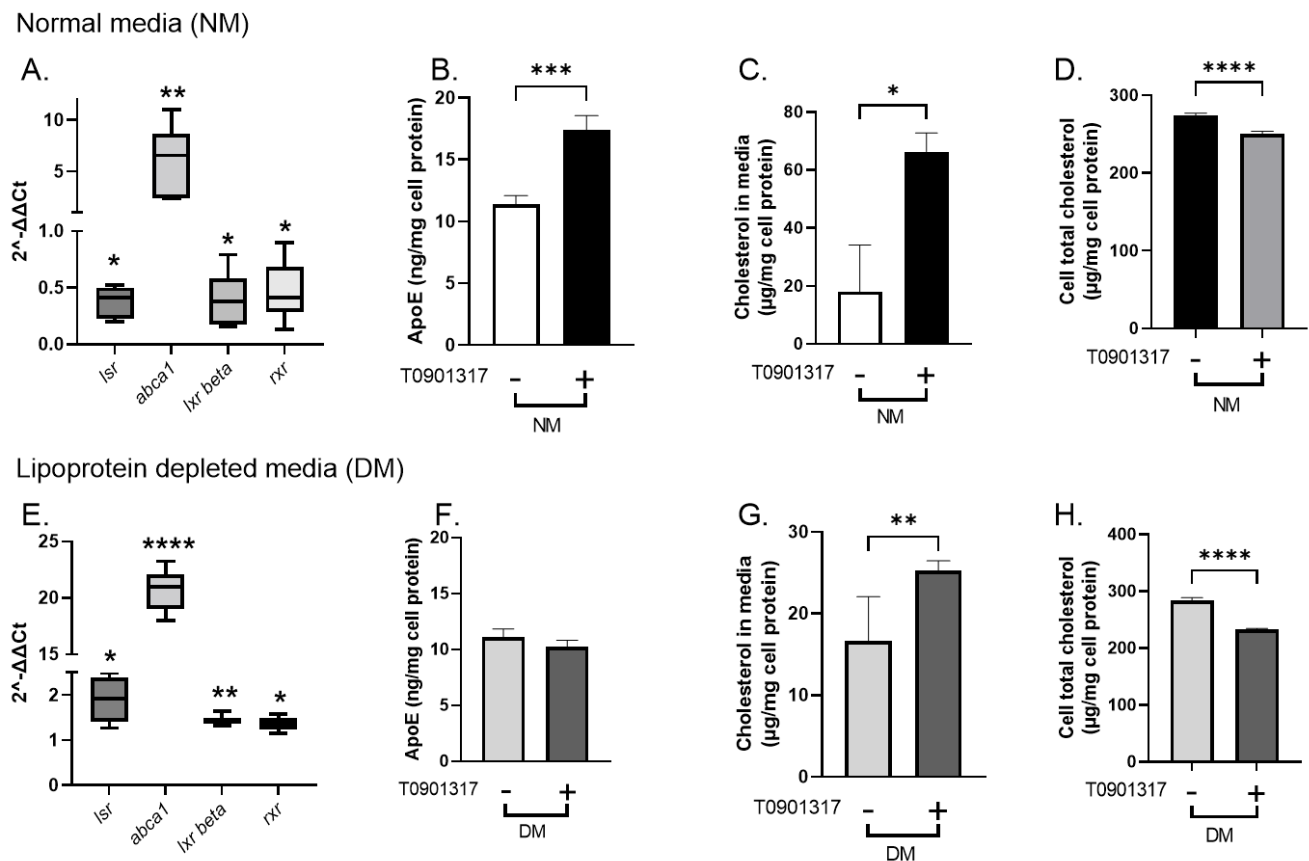 Normal media (NM)
A.
2^-ΔΔCt
10
5
1.0
0.5
0.0
*
**
*
*
lsr
abca1
lxr beta
rxr
B.
ApoE (ng/mg cell protein)
20
15
10
5
0
***
T0901317
-
+
NM
C.
Cholesterol in media
(µg/mg cell protein)
80
60
40
20
0
*
T0901317
-
+
NM
D.
Cell total cholesterol
(µg/mg cell protein)
300
200
100
0
****
T0901317
-
+
NM
Lipoprotein depleted media (DM)
E.
2^-ΔΔCt
25
20
15
2
1
0
*
****
**
*
lsr
abca1
lxr beta
rxr
F.
ApoE (ng/mg cell protein)
20
15
10
5
0
T0901317
-
+
DM
G.
Cholesterol in media
(µg/mg cell protein)
30
20
10
0
**
T0901317
-
+
DM
H.
Cell total cholesterol
(µg/mg cell protein)
400
300
200
100
0
****
T0901317
-
+
DM